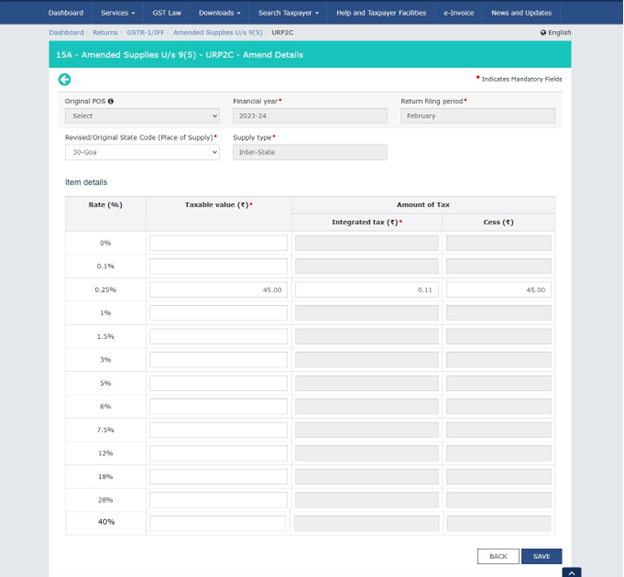 Dashboard Services GST Law Downloads Search Taxpayer Help and Taxpayer Facilities e-Invoice News and Updates
Dashboard Returns GSTR-1/IFF Amended Supplies U/s 9(5) URP2C English
15A - Amended Supplies U/s 9(5) - URP2C - Amend Details
* Indicates Mandatory Fields
Original POS Financial year* Return filing period*
Select 2023-24 February
Revised/Original State Code (Place of Supply)* Supply type*
30-Goa Inter-State
Item details
Rate (%) Taxable value (₹)* Amount of Tax
Integrated tax (₹)* Cess (₹)
0%
0.1%
0.25% 45.00 0.11 45.00
1%
1.5%
3%
5%
6%
7.5%
12%
18%
28%
40%
BACK SAVE